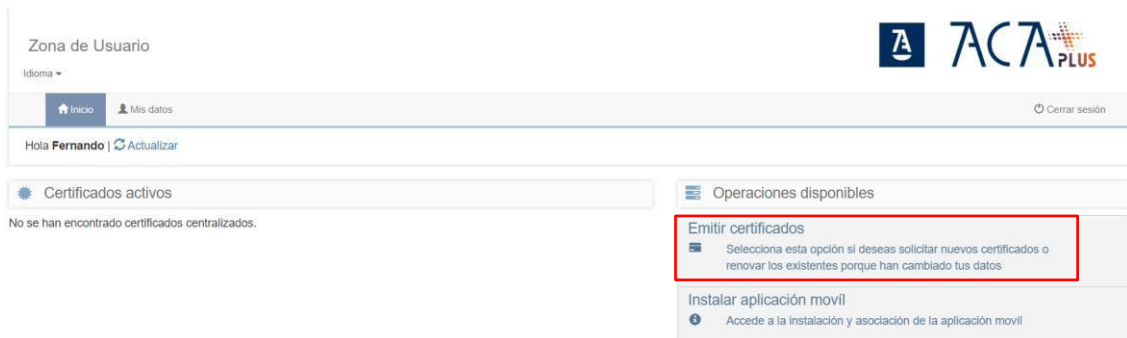 Zona de Usuario
ACA PLUS
Idioma
Inicio
Mis datos
Cerrar sesión
Hola Fernando | Actualizar
Certificados activos
Operaciones disponibles
No se han encontrado certificados centralizados.
Emitir certificados
Selecciona esta opción si deseas solicitar nuevos certificados o
renovar los existentes porque han cambiado tus datos
Instalar aplicación movíl
Accede a la instalación y asociación de la aplicación movíl